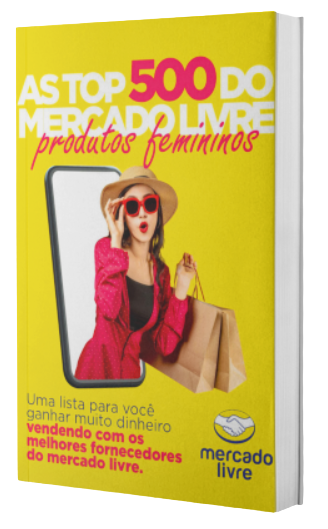 AS TOP 500 DO
MERCADO LIVRE
produtos femininos
Uma lista para você
ganhar muito dinheiro
vendendo com os
melhores fornecedores
do mercado livre.
mercado
livre